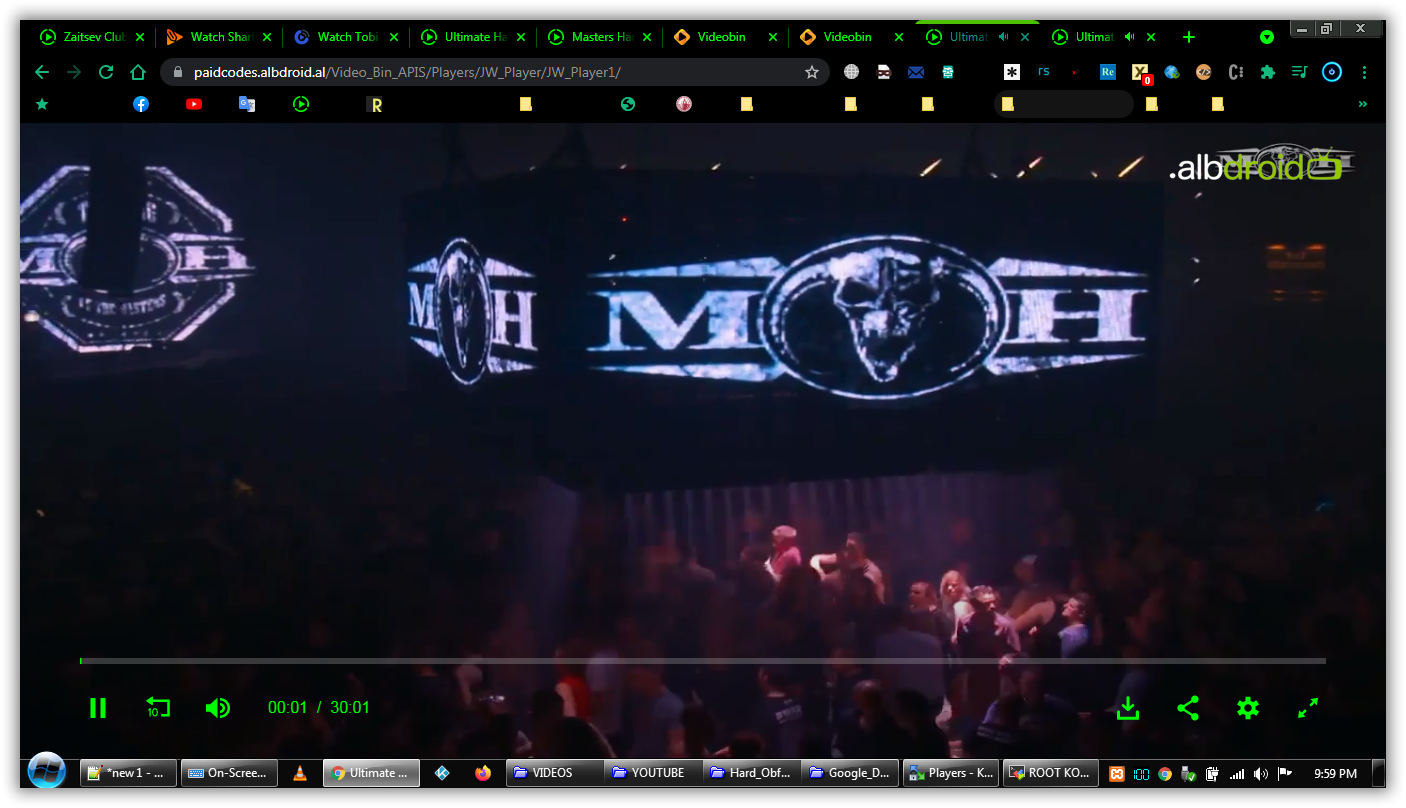 Zaitsev Club
Watch Shar
Watch Tobi
Ultimate Ha
Masters Ha
Videobin
Videobin
Ultimat
Ultimat
paidcodes.albdroid.al/Video_Bin_APIS/Players/JW_Player/JW_Player1/
rs
Re
0
R
.albdroid
M H
M H
M H
10
00:01 / 30:01
*new 1 - ...
On-Scree...
Ultimate ...
VIDEOS
YOUTUBE
Hard_Obf...
Google_D...
Players - K...
ROOT KO...
100
9:59 PM